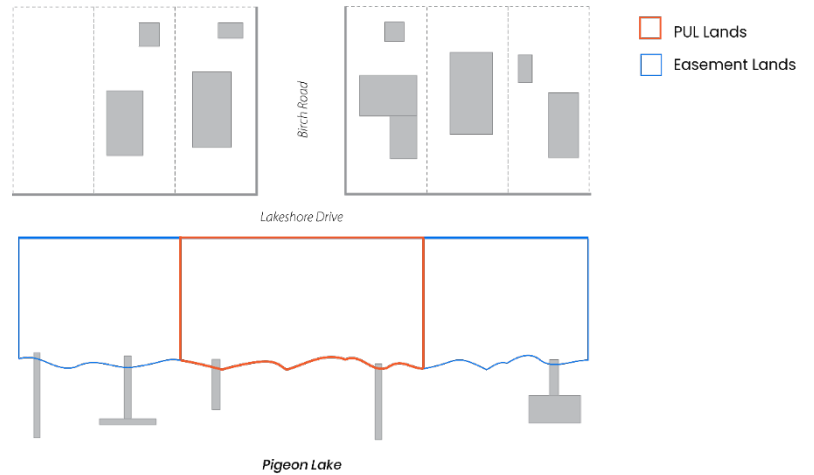 PUL Lands
Easement Lands
Birch Road
Lakeshore Drive
Pigeon Lake